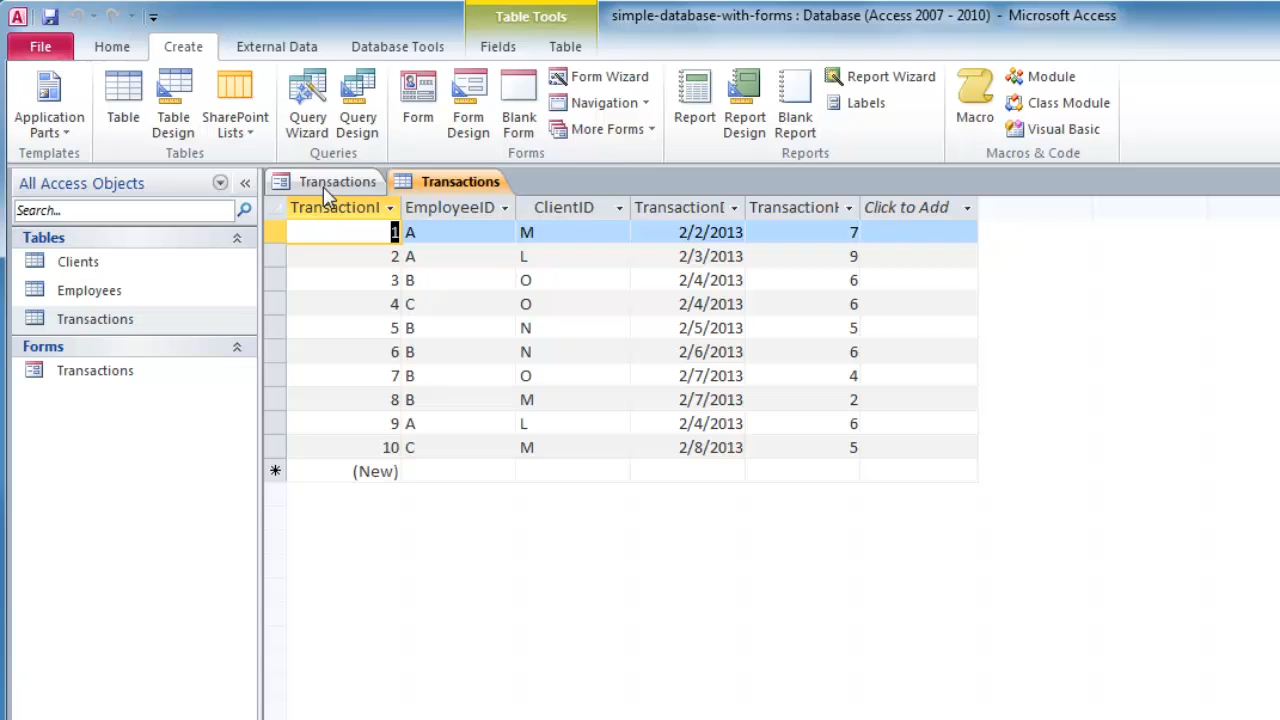 Table Tools
simple-database-with-forms : Database (Access 2007 - 2010) - Microsoft Access
File Home Create External Data Database Tools Fields Table
Application Parts Table Table Design SharePoint Lists Query Wizard Query Design Form Form Design Blank Form Form Wizard Navigation More Forms Report Report Design Blank Report Report Wizard Labels Macro Module Class Module Visual Basic
Templates Tables Queries Forms Reports Macros & Code
All Access Objects «
Search...
Tables
Clients
Employees
Transactions
Forms
Transactions
Transactions Transactions
TransactionI EmployeeID ClientID TransactionD TransactionH Click to Add
1 A M 2/2/2013 7
2 A L 2/3/2013 9
3 B O 2/4/2013 6
4 C O 2/4/2013 6
5 B N 2/5/2013 5
6 B N 2/6/2013 6
7 B O 2/7/2013 4
8 B M 2/7/2013 2
9 A L 2/4/2013 6
10 C M 2/8/2013 5
* (New)